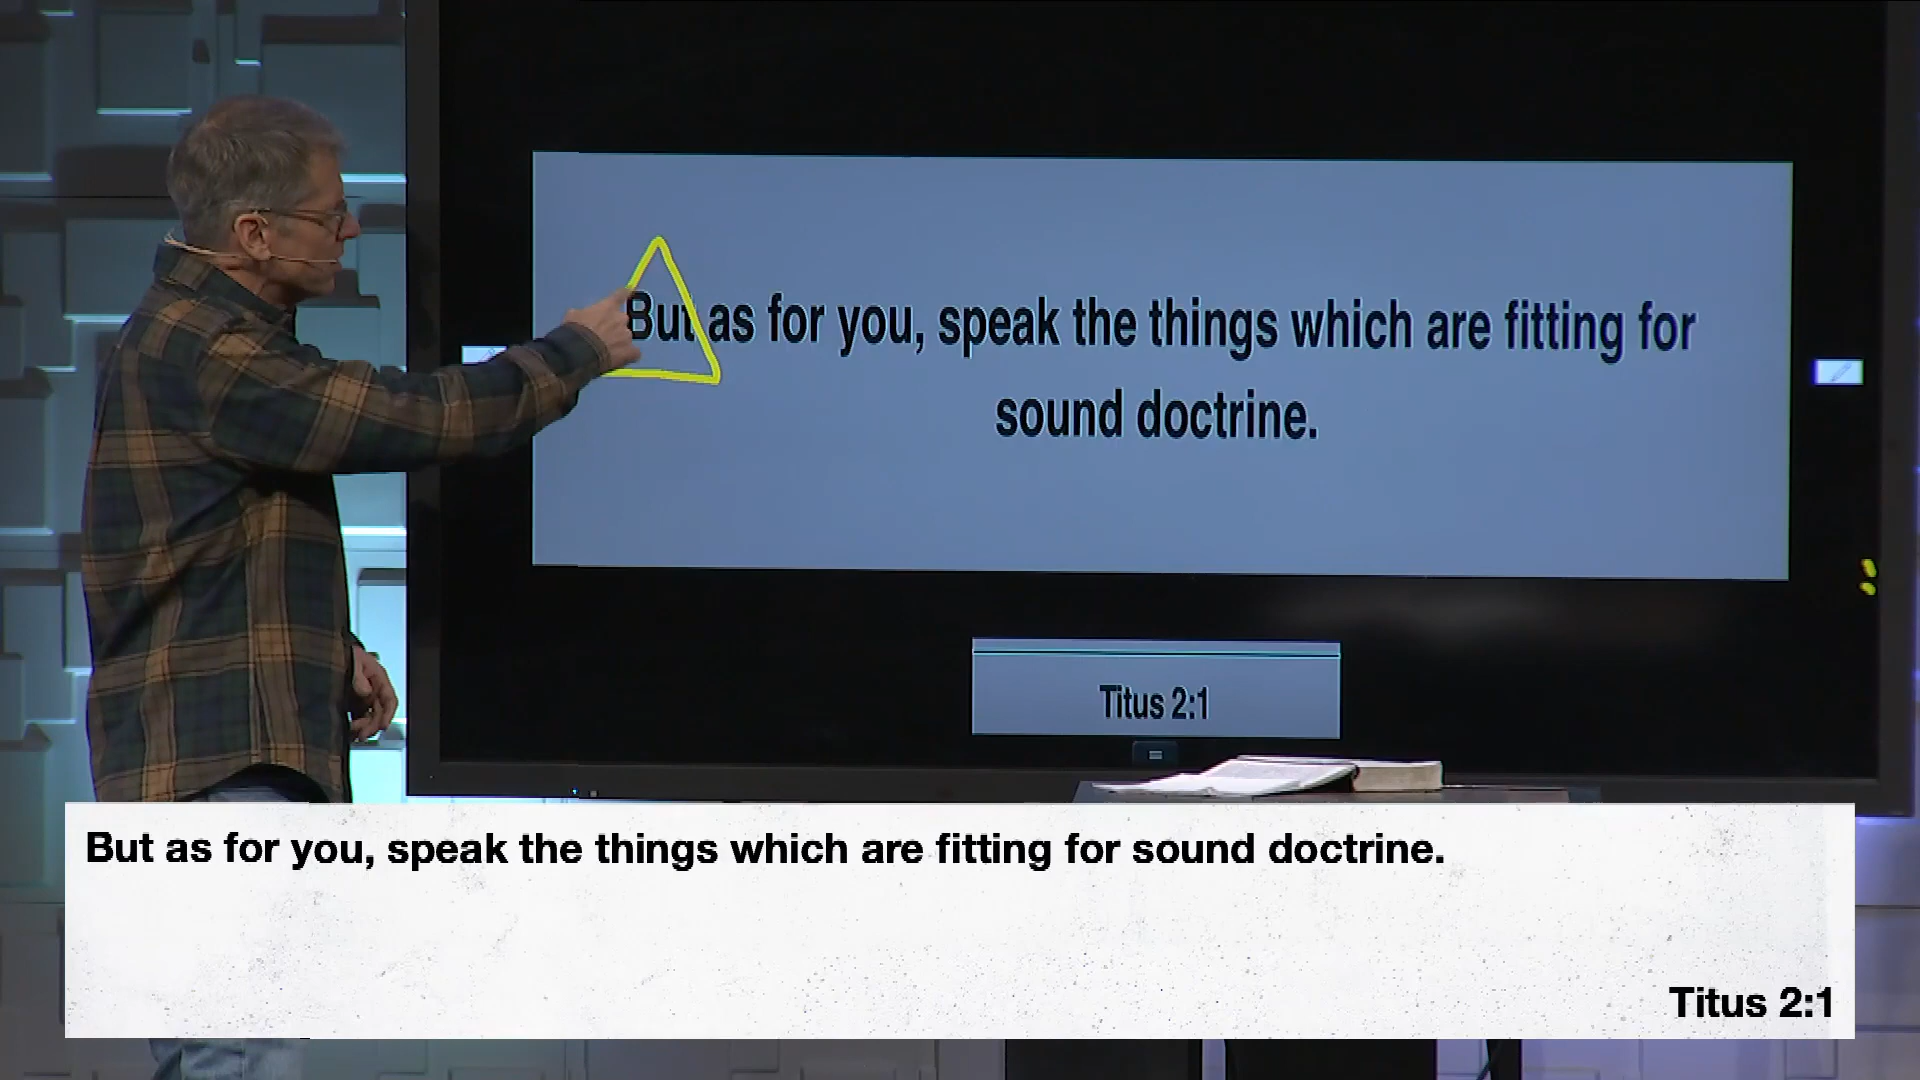 But as for you, speak the things which are fitting for
sound doctrine.
Titus 2:1
But as for you, speak the things which are fitting for sound doctrine.
Titus 2:1